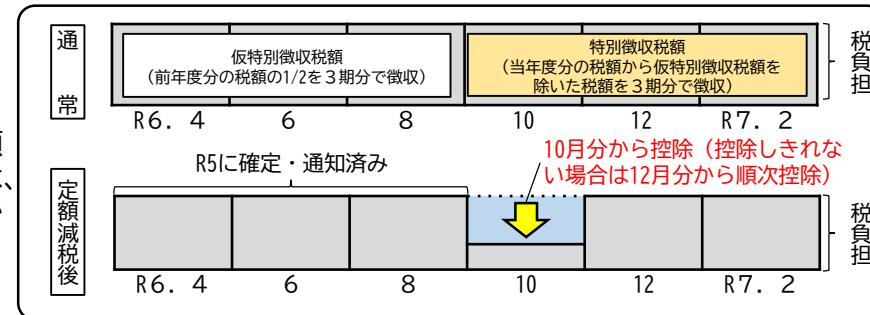 通常
仮特別徴収税額
(前年度分の税額の1/2を3期分で徴収)
特別徴収税額
(当年度分の税額から仮特別徴収税額を
除いた税額を3期分で徴収)
税負担
R6.4 6 8 10 12 R7.2
R5に確定・通知済み
10月分から控除(控除しきれな
い場合は12月分から順次控除)
定額減税後
税負担
R6.4 6 8 10 12 R7.2